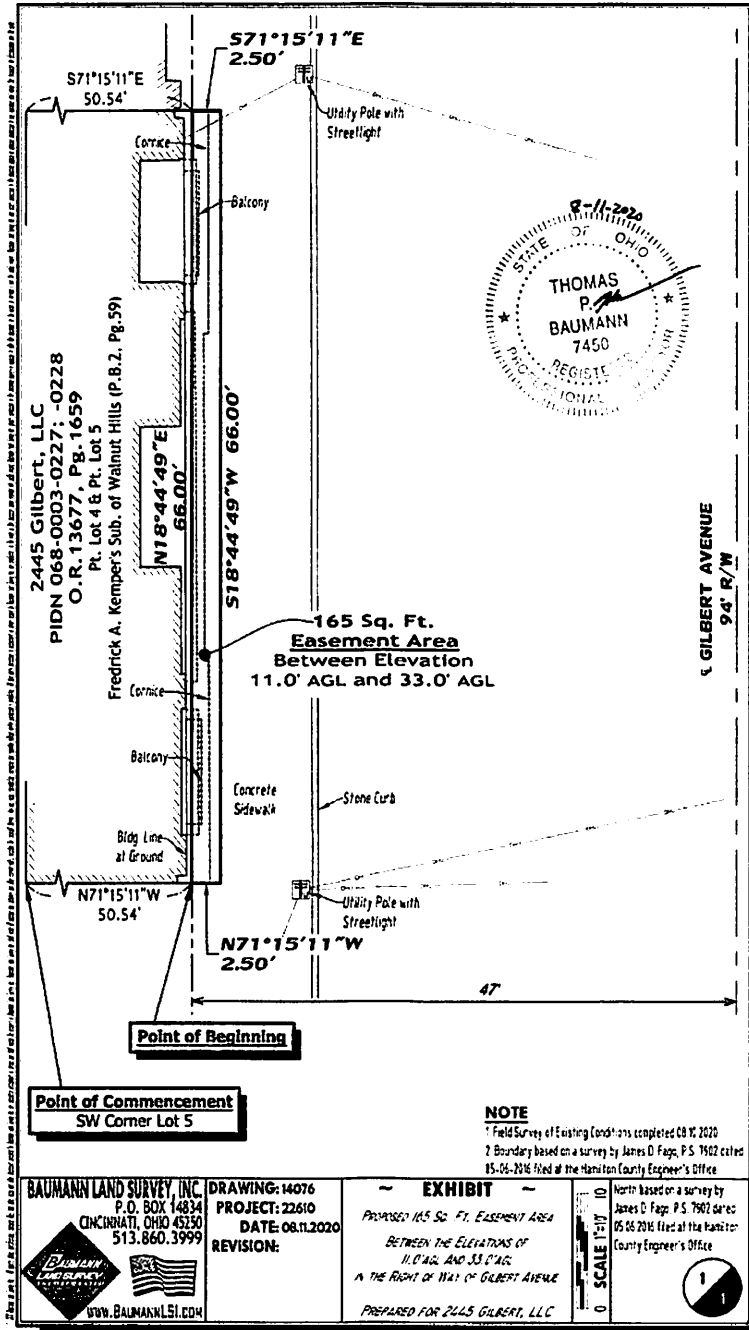 S71°15'11"E
2.50'
S71°15'11"E
50.54'
Utility Pole with
Streetlight
Cornice
Balcony
8-11-2020
STATE OF OHIO
THOMAS
P.
BAUMANN
7450
REGISTERED
PROFESSIONAL
2445 Gilbert, LLC
PIDN 068-0003-0227; -0228
O.R.13677, Pg.1659
Pt. Lot 4 & Pt. Lot 5
Fredrick A. Kemper's Sub. of Walnut Hills (P.B.2, Pg.59)
N18°44'49"E
66.00'
S18°44'49"W 66.00'
165 Sq. Ft.
Easement Area
Between Elevation
11.0' AGL and 33.0' AGL
GILBERT AVENUE
94' R/W
Cornice
Balcony
Concrete
Sidewalk
Stone Curb
Bldg Line
at Ground
N71°15'11"W
50.54'
Utility Pole with
Streetlight
N71°15'11"W
2.50'
47'
Point of Beginning
Point of Commencement
SW Corner Lot 5
NOTE
1 Field Survey of Existing Conditions completed 2020
2 Boundary based on a survey by James D. Fago, P.S. 7902 dated
05-06-2016 filed at the Hamilton County Engineer's Office
BAUMANN LAND SURVEY, INC.
P.O. BOX 14834
CINCINNATI, OHIO 45250
513.860.3999
BAUMANN
LAND SURVEY
WWW.BAUMANNLSI.COM
DRAWING: 14076
PROJECT: 22610
DATE: 08.11.2020
REVISION:
~ EXHIBIT ~
PROPOSED 165 SQ. FT. EASEMENT AREA
BETWEEN THE ELEVATIONS OF
11.0'AGL AND 33.0'AGL
IN THE RIGHT OF WAY OF GILBERT AVENUE
PREPARED FOR 2445 GILBERT, LLC
0 SCALE 1"=10' 10
North based on a survey by
James D. Fago, P.S. 7902 dated
05.06.2016 filed at the Hamilton
County Engineer's Office
1
1